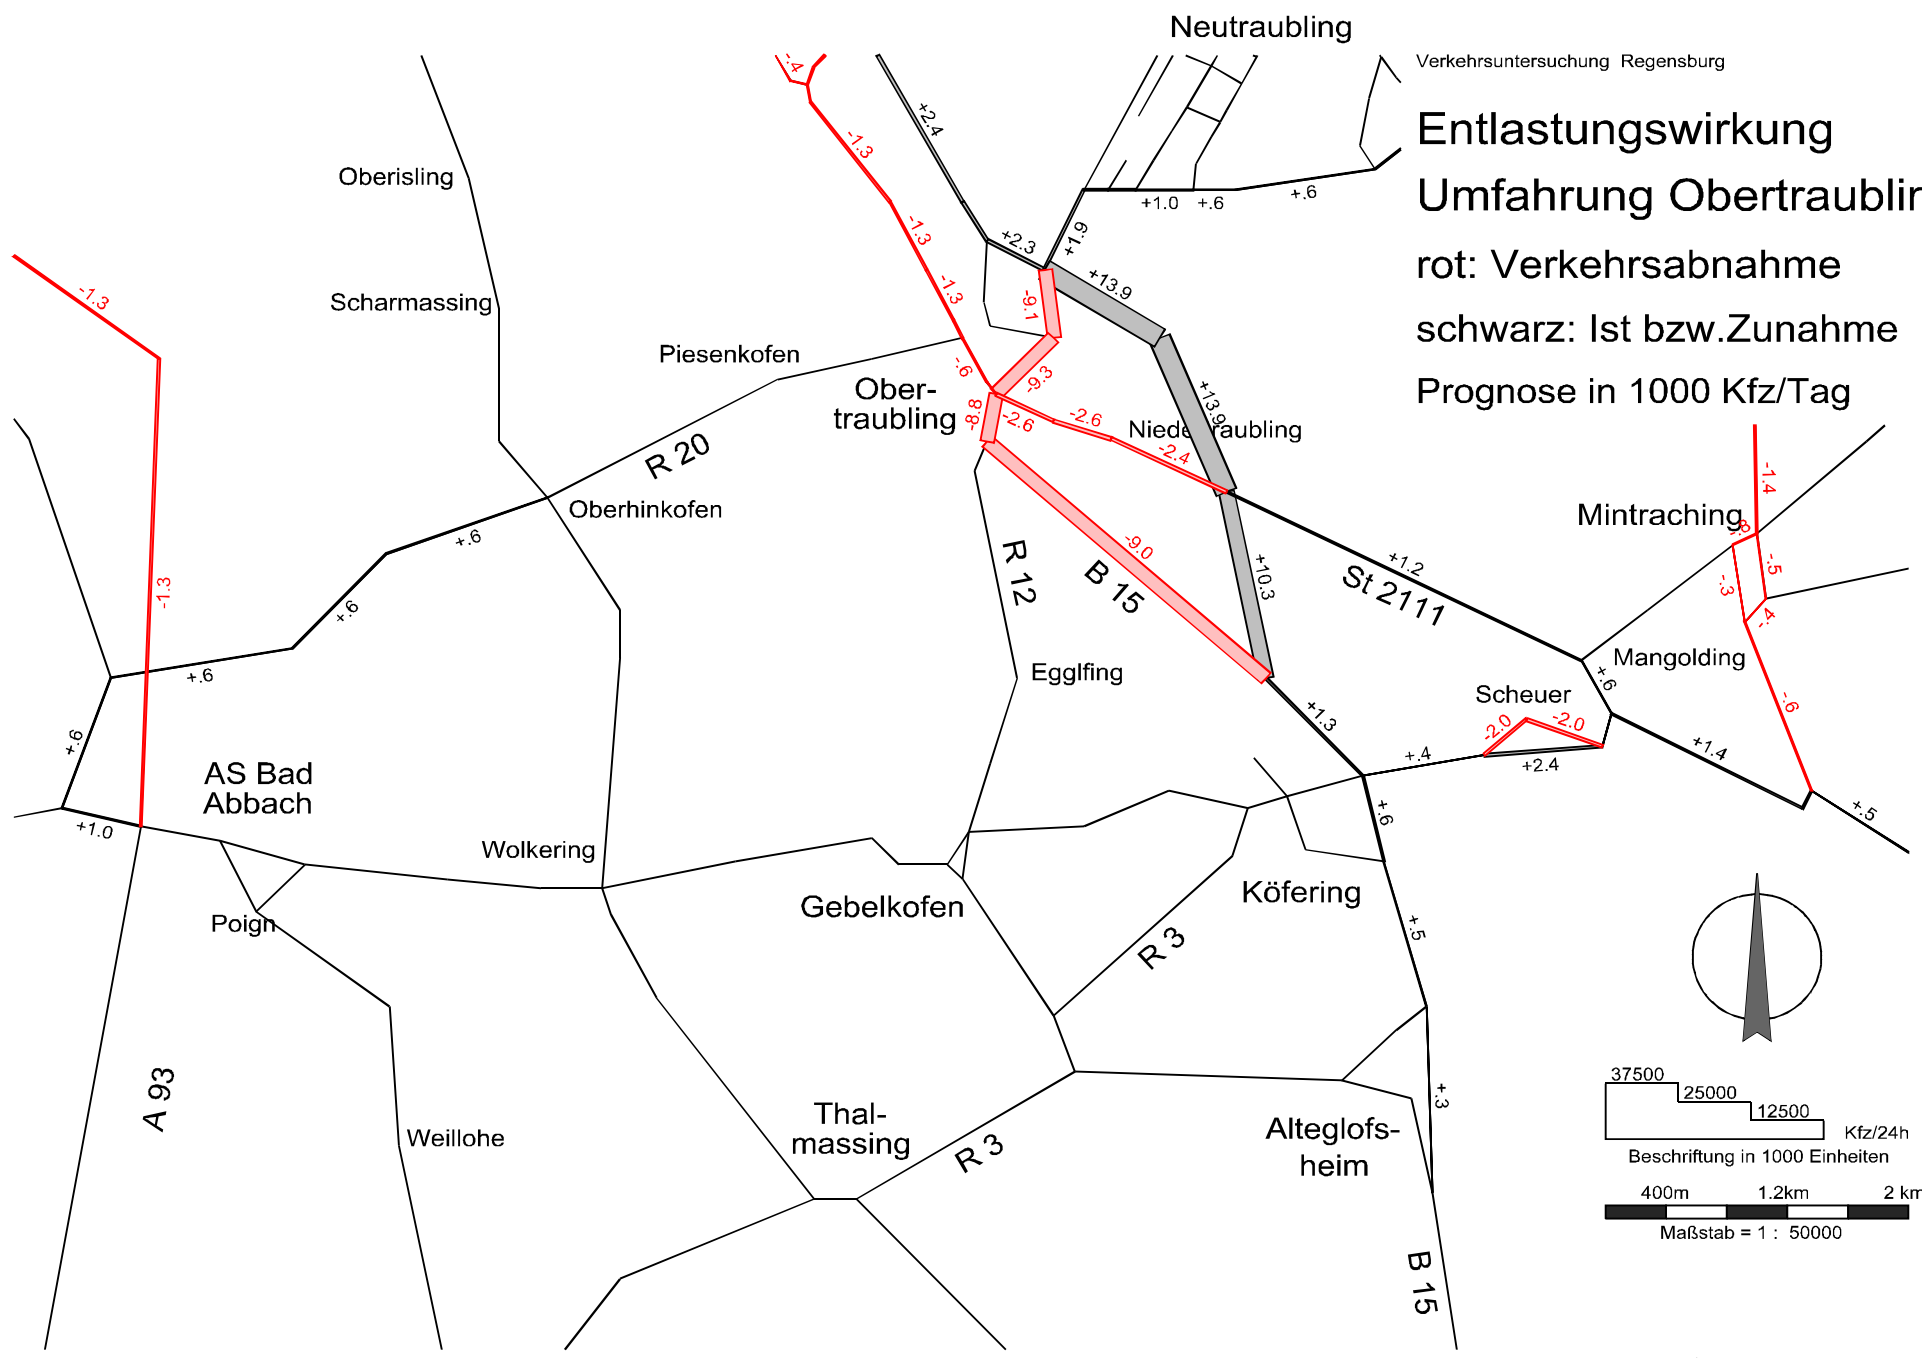 Neutraubling
Verkehrsuntersuchung Regensburg
Entlastungswirkung
Umfahrung Obertraublin
rot: Verkehrsabnahme
schwarz: Ist bzw.Zunahme
Prognose in 1000 Kfz/Tag
-.4
+2.4
-1.3
Oberisling
+1.0
+.6
+.6
-1.3
+2.3
+1.9
-1.3
Scharmassing
-1.3
-9.1
+13.9
Piesenkofen
-.6
-9.3
Ober-
traubling
-8.8
-2.6
-2.6
Niedertraubling
+13.9
-2.4
R 20
Oberhinkofen
+.6
-1.4
Mintraching
-.8
-.5
-.3
-.4
R 12
-9.0
B 15
+10.3
+1.2
St 2111
-1.3
+.6
+.6
Egglfing
Mangolding
+.6
Scheuer
-.6
-2.0
-2.0
+1.3
+.4
+2.4
+1.4
+.5
+.6
AS Bad
Abbach
+1.0
+.6
Wolkering
Gebelkofen
Köfering
Poign
R 3
+.5
A 93
+.3
Weillohe
Thal-
massing
R 3
Alteglofs-
heim
B 15
37500
25000
12500
Kfz/24h
Beschriftung in 1000 Einheiten
400m 1.2km 2 km
Maßstab = 1 : 50000